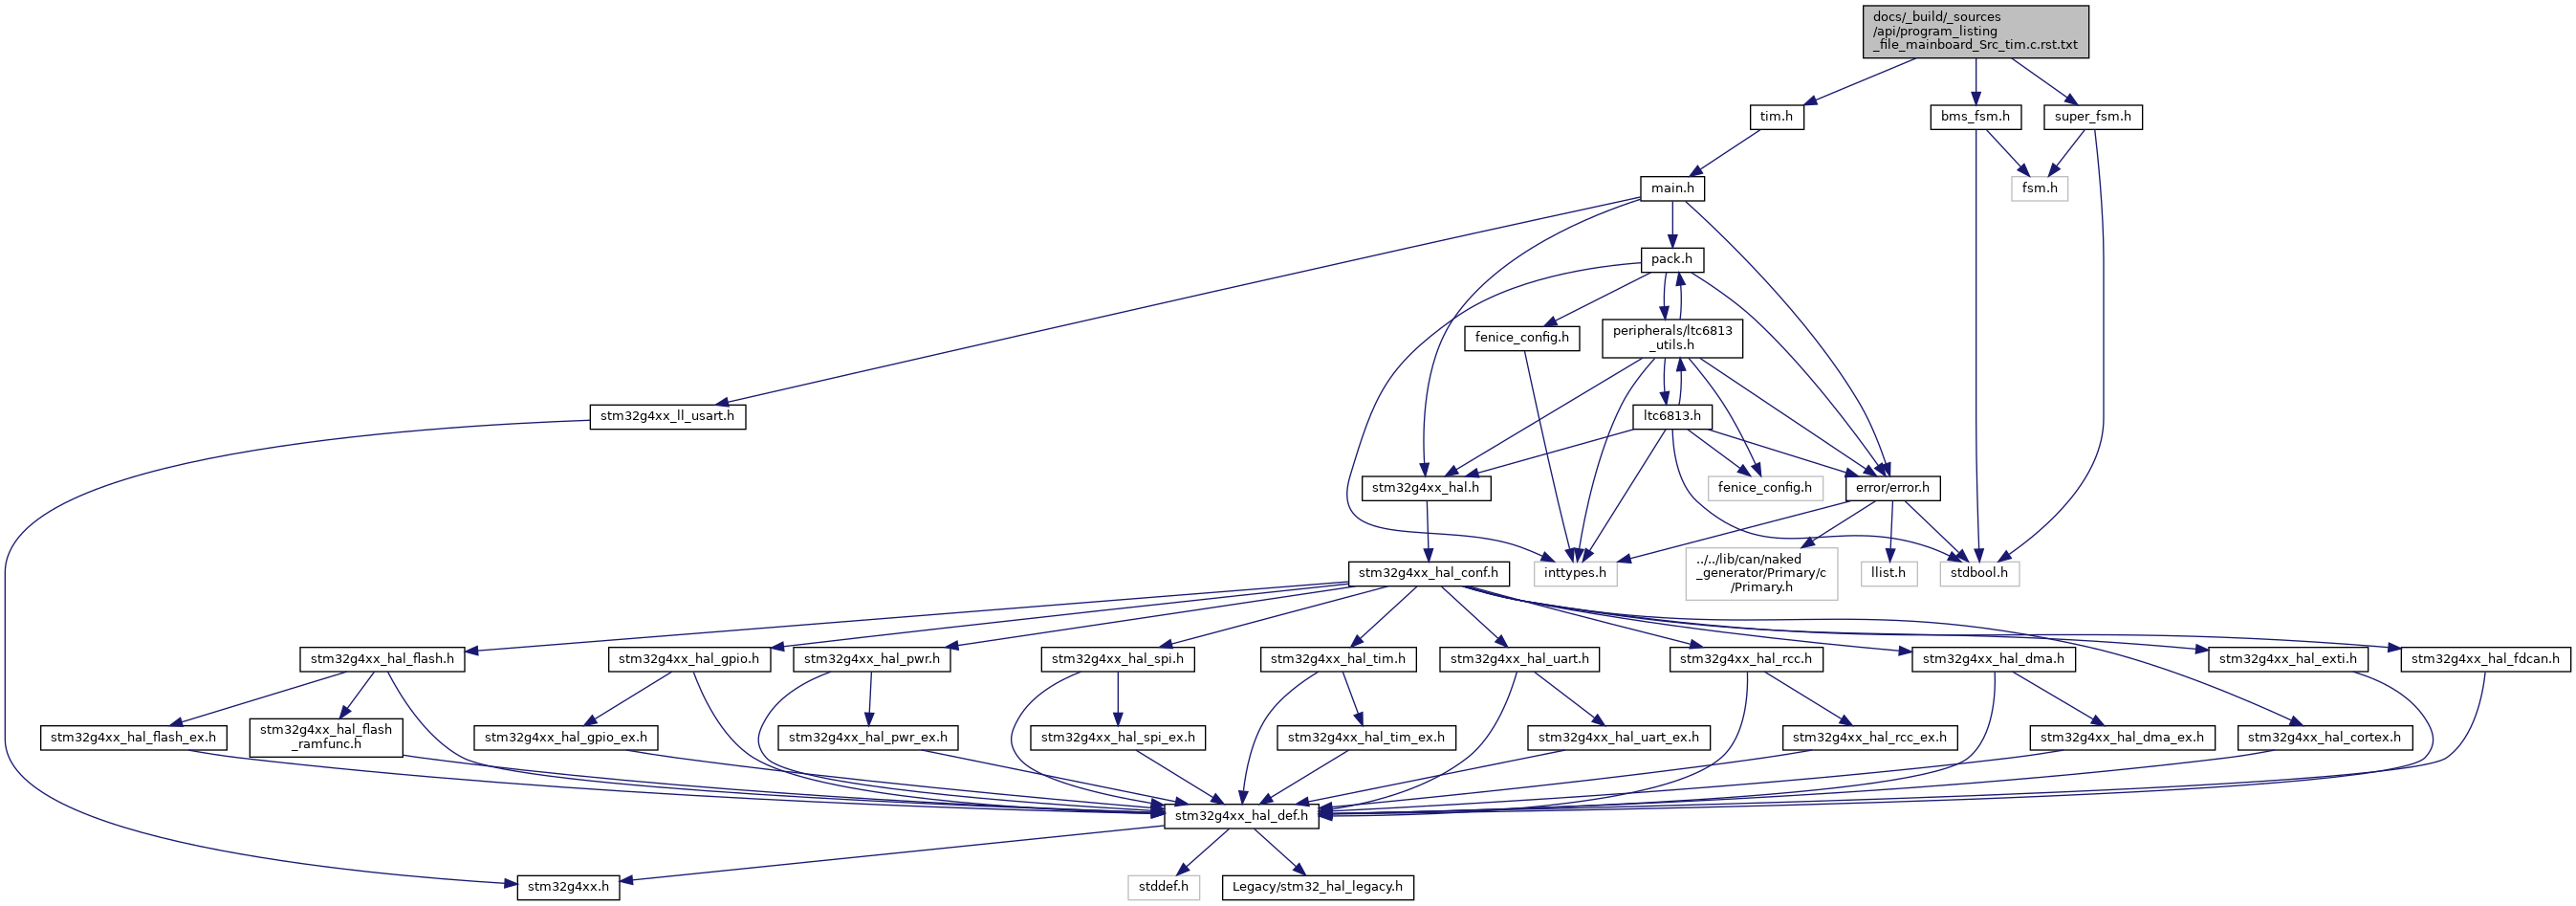 docs/_build/_sources
/api/program_listing
_file_mainboard_Src_tim.c.rst.txt
tim.h
bms_fsm.h
super_fsm.h
main.h
fsm.h
pack.h
fenice_config.h
peripherals/ltc6813
_utils.h
stm32g4xx_ll_usart.h
ltc6813.h
stm32g4xx_hal.h
fenice_config.h
error/error.h
stm32g4xx_hal_conf.h
inttypes.h
../../lib/can/naked
_generator/Primary/c
/Primary.h
llist.h
stdbool.h
stm32g4xx_hal_flash.h
stm32g4xx_hal_gpio.h
stm32g4xx_hal_pwr.h
stm32g4xx_hal_spi.h
stm32g4xx_hal_tim.h
stm32g4xx_hal_uart.h
stm32g4xx_hal_rcc.h
stm32g4xx_hal_dma.h
stm32g4xx_hal_exti.h
stm32g4xx_hal_fdcan.h
stm32g4xx_hal_flash_ex.h
stm32g4xx_hal_flash
_ramfunc.h
stm32g4xx_hal_gpio_ex.h
stm32g4xx_hal_pwr_ex.h
stm32g4xx_hal_spi_ex.h
stm32g4xx_hal_tim_ex.h
stm32g4xx_hal_uart_ex.h
stm32g4xx_hal_rcc_ex.h
stm32g4xx_hal_dma_ex.h
stm32g4xx_hal_cortex.h
stm32g4xx_hal_def.h
stm32g4xx.h
stddef.h
Legacy/stm32_hal_legacy.h